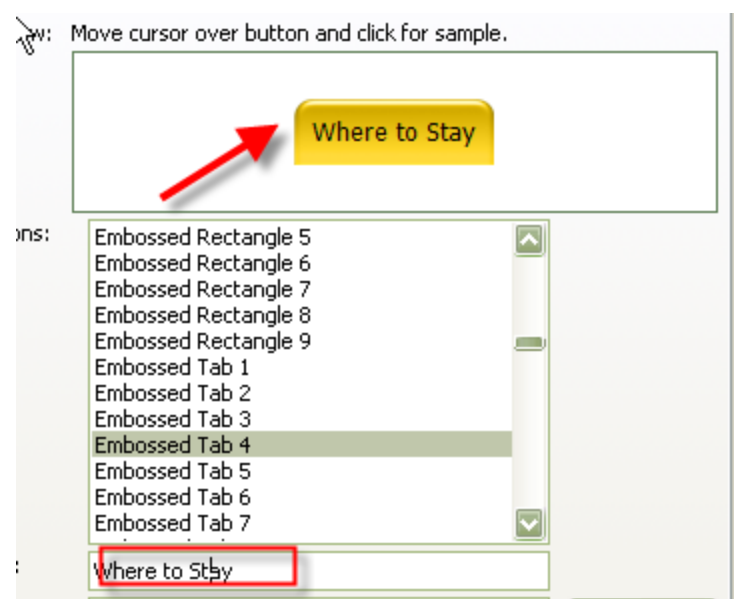 w: Move cursor over button and click for sample.
Where to Stay
ons:
Embossed Rectangle 5
Embossed Rectangle 6
Embossed Rectangle 7
Embossed Rectangle 8
Embossed Rectangle 9
Embossed Tab 1
Embossed Tab 2
Embossed Tab 3
Embossed Tab 4
Embossed Tab 5
Embossed Tab 6
Embossed Tab 7
: Where to Stay